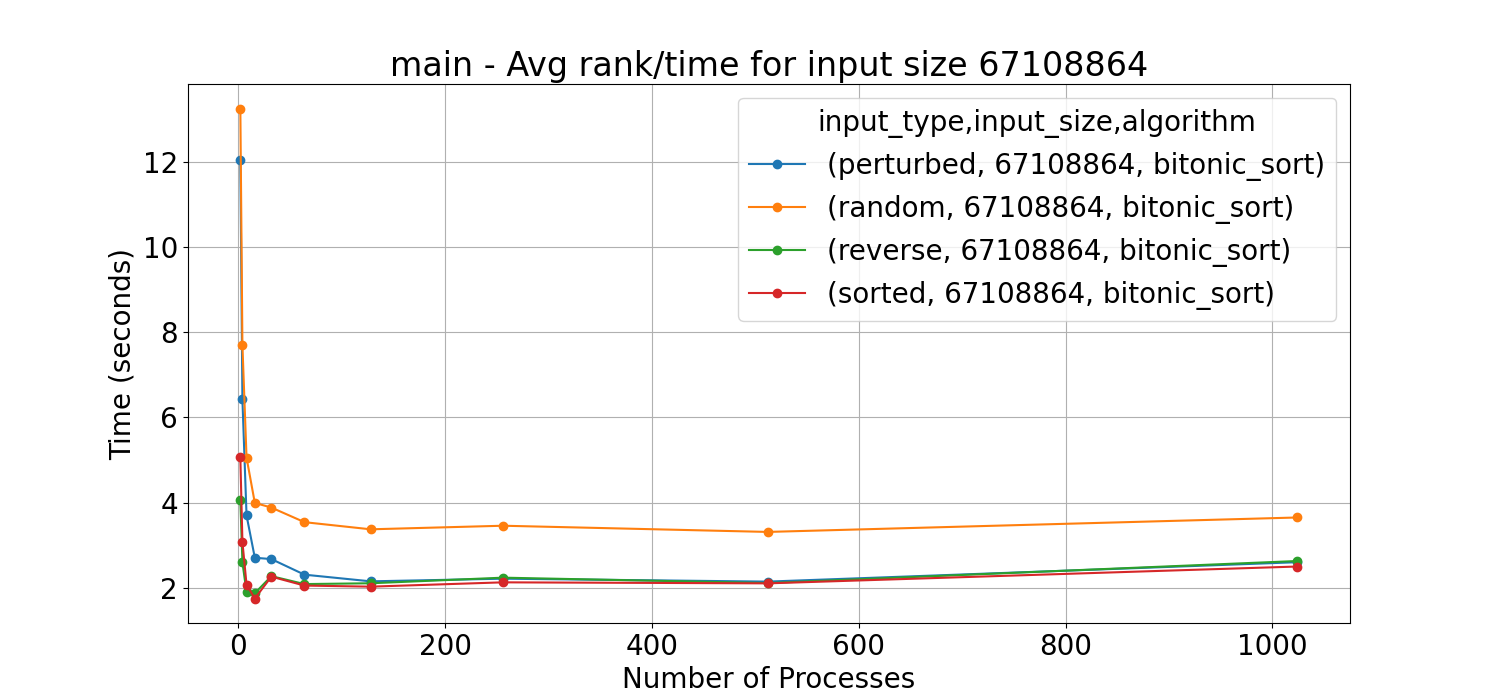 main - Avg rank/time for input size 67108864
input_type,input_size,algorithm
(perturbed, 67108864, bitonic_sort)
(random, 67108864, bitonic_sort)
(reverse, 67108864, bitonic_sort)
(sorted, 67108864, bitonic_sort)
Time (seconds)
12
10
8
6
4
2
0 200 400 600 800 1000
Number of Processes